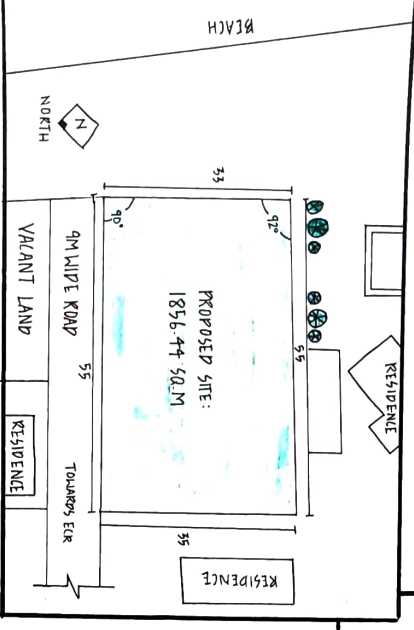 BEACH
N
NORTH
33
90°
92°
VACANT LAND
9M WIDE ROAD
55
PROPOSED SITE:
1856.44 SQ.M
55
RESIDENCE
RESIDENCE
TOWARDS ECR
35
RESIDENCE